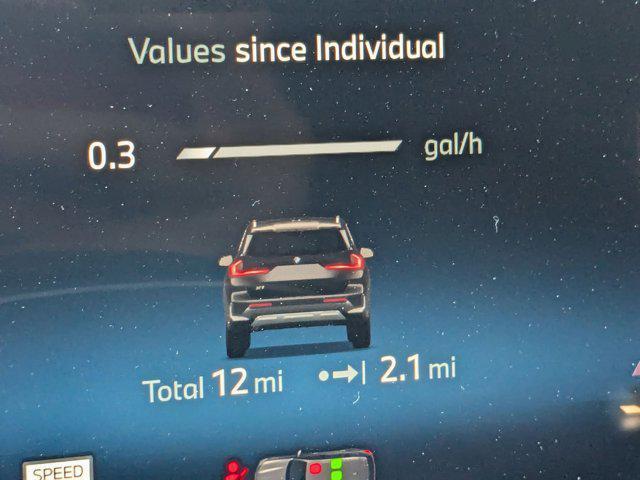 Values since Individual
0.3 gal/h
Total 12 mi 2.1 mi
SPEED